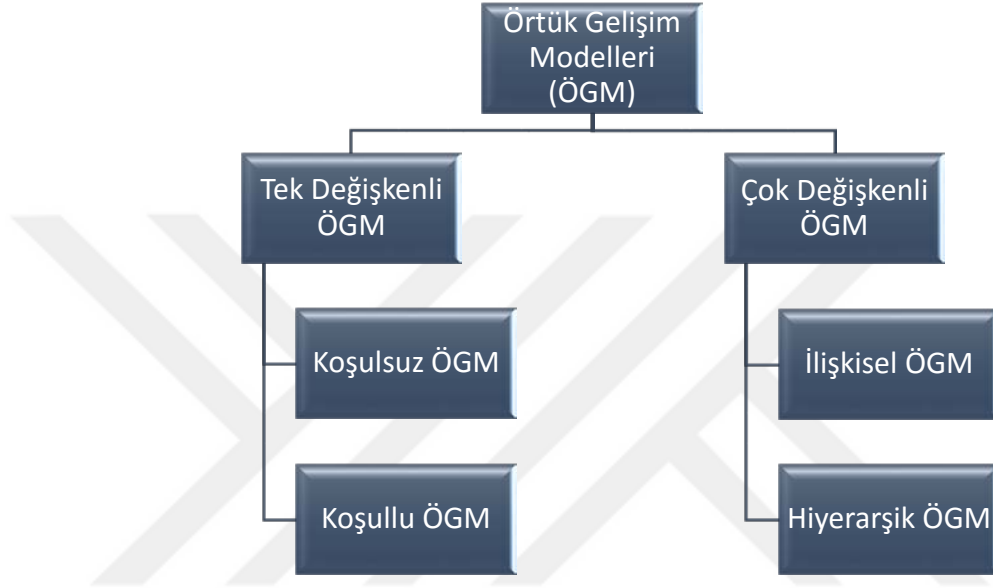 Örtük Gelişim
Modelleri
(ÖGM)
Tek Değişkenli
ÖGM
Koşulsuz ÖGM
Koşullu ÖGM
Çok Değişkenli
ÖGM
İlişkisel ÖGM
Hiyerarşik ÖGM